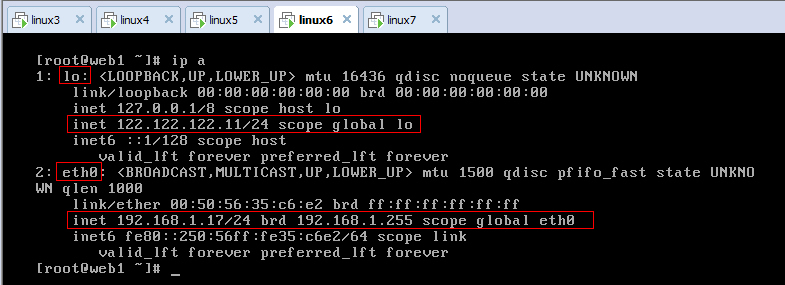 linux3 linux4 linux5 linux6 linux7
[root@web1 ~]# ip a
1: lo: <LOOPBACK,UP,LOWER_UP> mtu 16436 qdisc noqueue state UNKNOWN
link/loopback 00:00:00:00:00:00 brd 00:00:00:00:00:00
inet 127.0.0.1/8 scope host lo
inet 122.122.122.11/24 scope global lo
inet6 ::1/128 scope host
valid_lft forever preferred_lft forever
2: eth0: <BROADCAST,MULTICAST,UP,LOWER_UP> mtu 1500 qdisc pfifo_fast state UNKNO
WN qlen 1000
link/ether 00:50:56:35:c6:e2 brd ff:ff:ff:ff:ff:ff
inet 192.168.1.17/24 brd 192.168.1.255 scope global eth0
inet6 fe80::250:56ff:fe35:c6e2/64 scope link
valid_lft forever preferred_lft forever
[root@web1 ~]# _